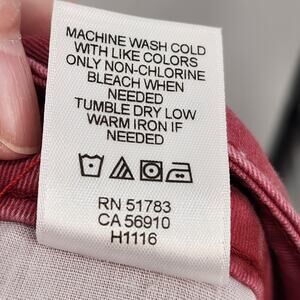 MACHINE WASH COLD
WITH LIKE COLORS
ONLY NON-CHLORINE
BLEACH WHEN
NEEDED
TUMBLE DRY LOW
WARM IRON IF
NEEDED
RN 51783
CA 56910
H1116